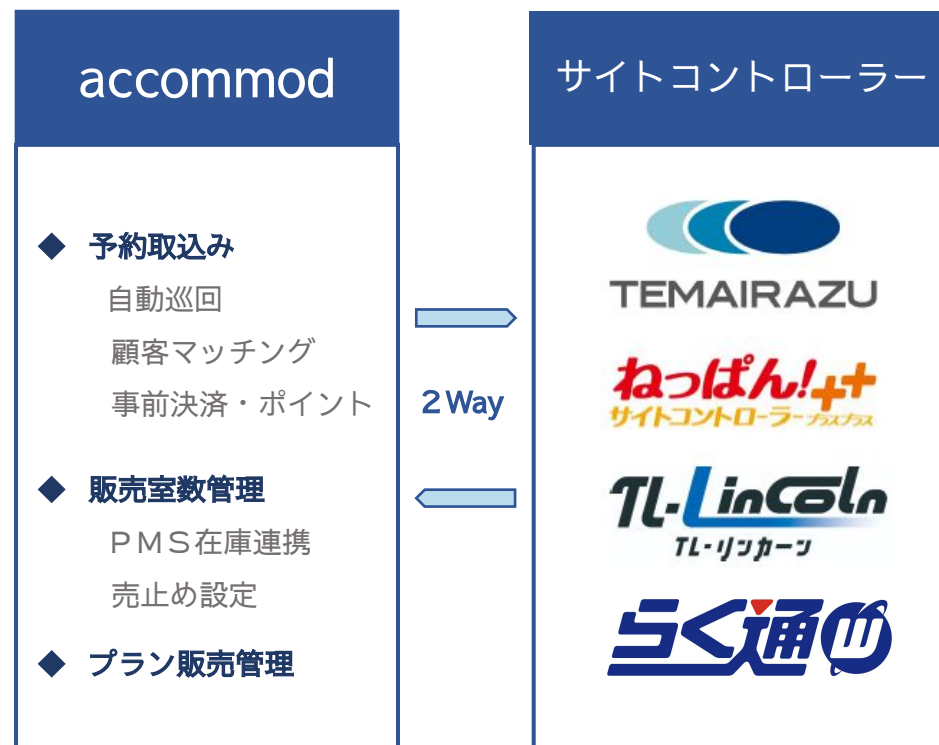 accommod
◆ 予約取込み
自動巡回
顧客マッチング
事前決済・ポイント
◆ 販売室数管理
ＰＭＳ在庫連携
売止め設定
◆ プラン販売管理
２Way
サイトコントローラー
TEMAIRAZU
ねっぱん!++
サイトコントローラープラスプラス
TL-LinColn
TL-リンカーン
らく通w